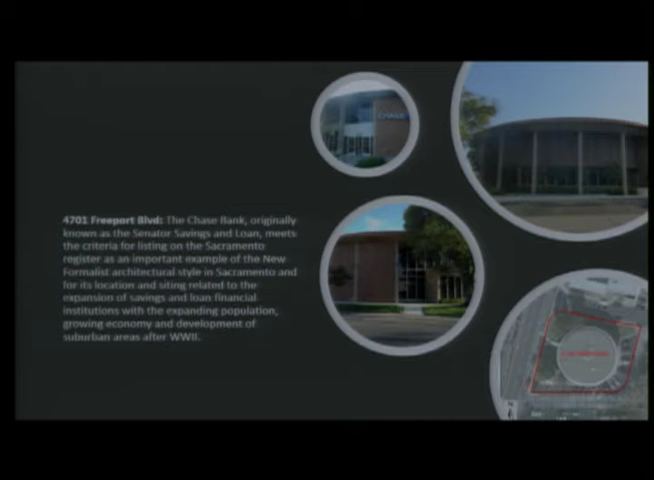 4701 Freeport Blvd: The Chase Bank, originally
known as the Senator Savings and Loan, meets
the criteria for listing on the Sacramento
register as an important example of the New
Formalist architectural style in Sacramento and
for its location and siting related to the
expansion of savings and loan financial
institutions with the expanding population,
growing economy and development of
suburban areas after WWII.
CHASE